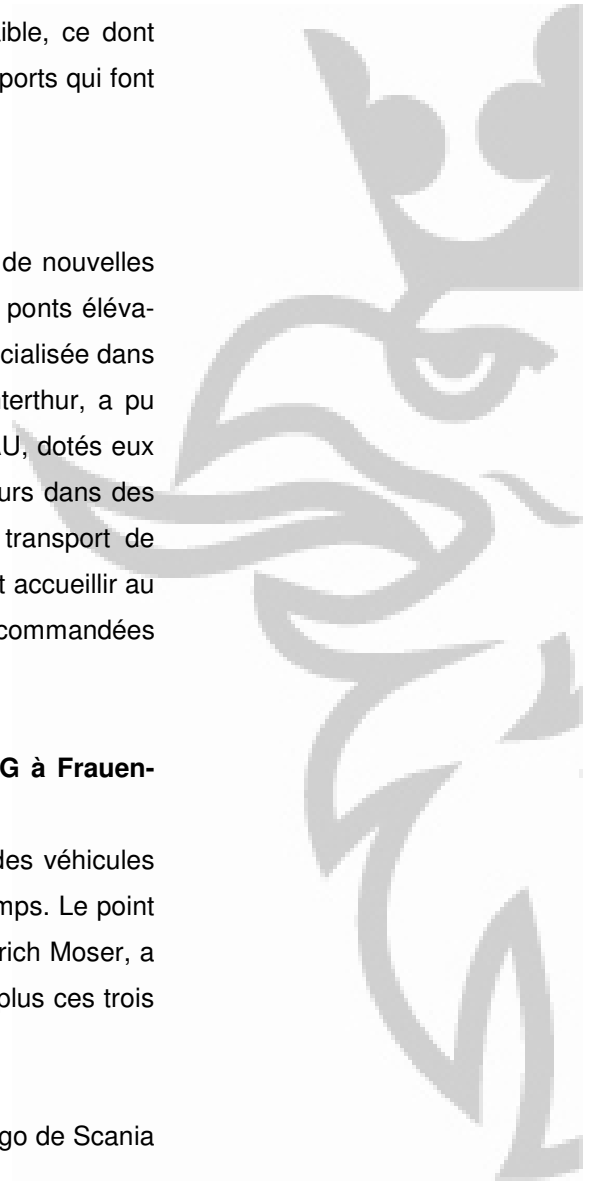 ible, ce dont
ports qui font
de nouvelles
ponts éléva-
cialisée dans
terthur, a pu
AU, dotés eux
urs dans des
transport de
t accueillir au
commandées
G à Frauen-
des véhicules
mps. Le point
rich Moser, a
plus ces trois
go de Scania